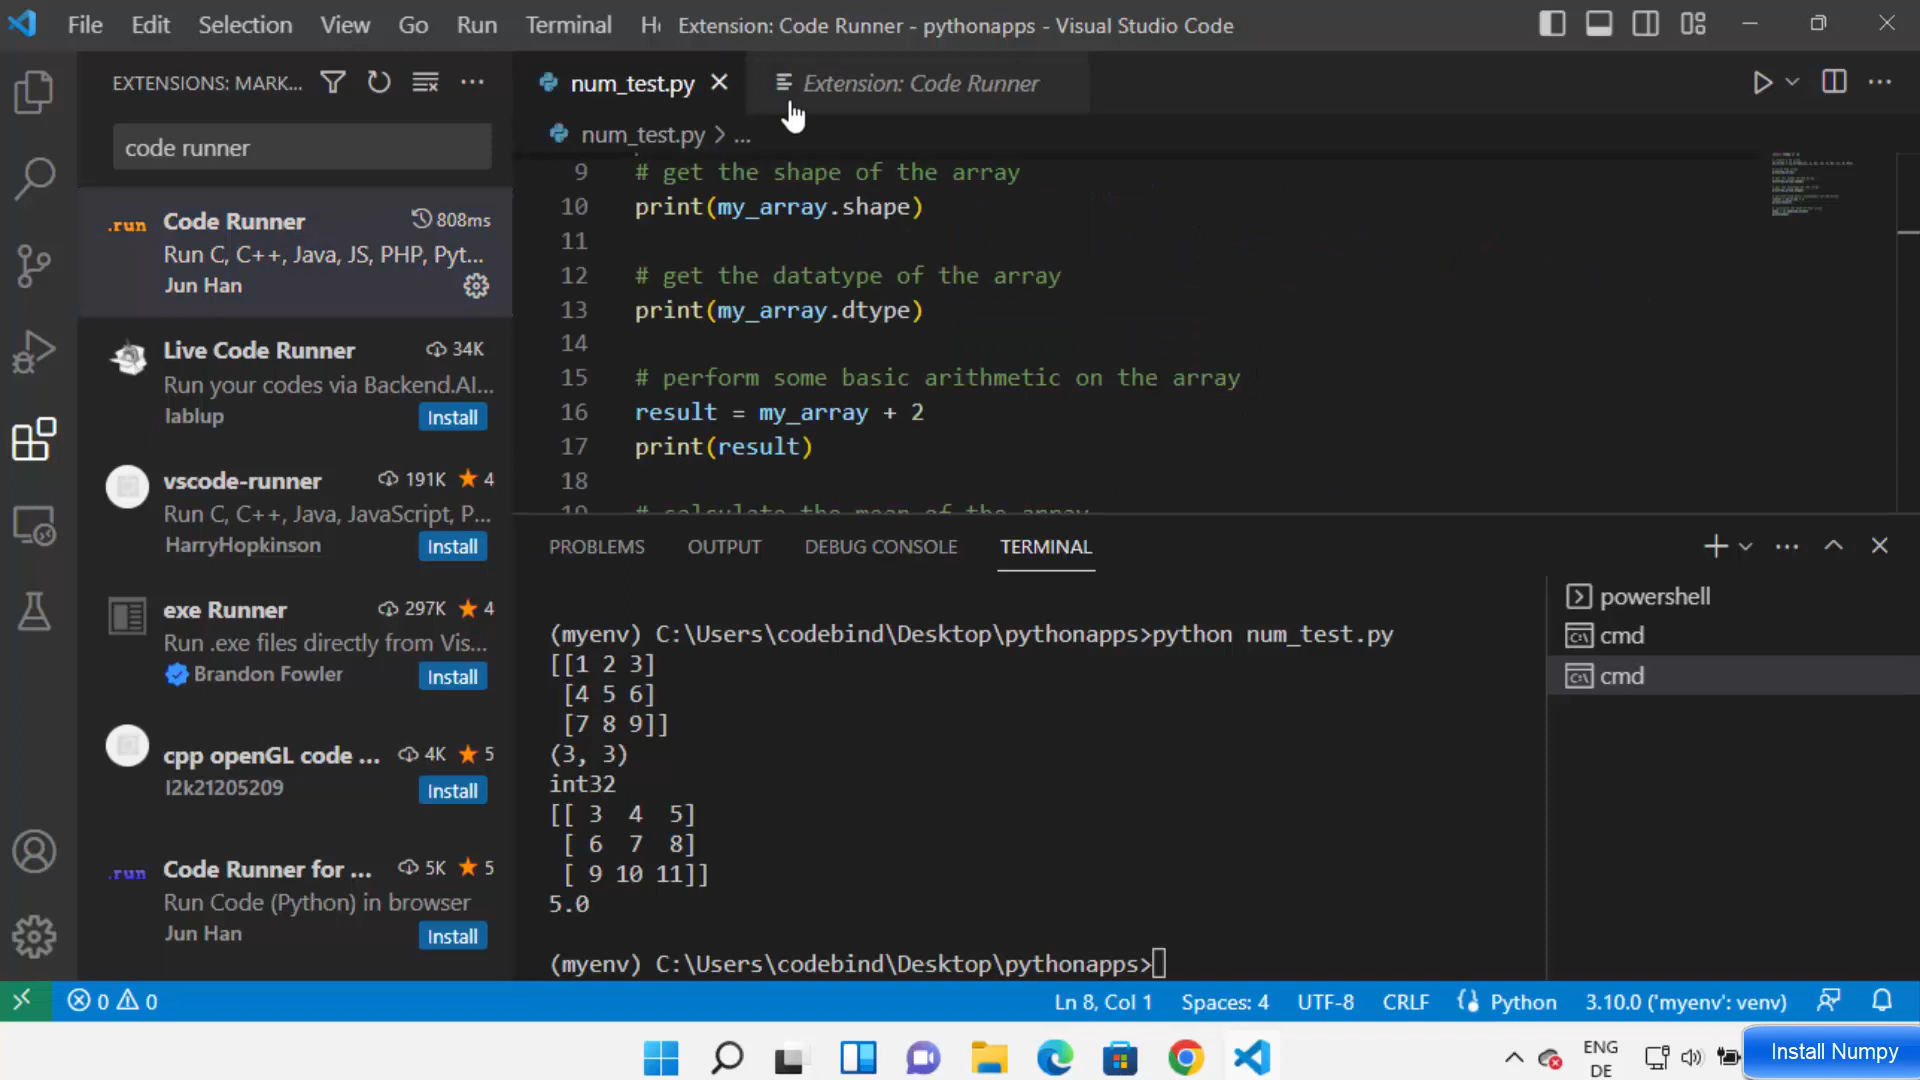 File Edit Selection View Go Run Terminal He Extension: Code Runner - pythonapps - Visual Studio Code
EXTENSIONS: MARK...
code runner
.run Code Runner 808ms
Run C, C++, Java, JS, PHP, Pyt...
Jun Han
Live Code Runner 34K
Run your codes via Backend.AI...
lablup Install
vscode-runner 191K ★ 4
Run C, C++, Java, JavaScript, P...
HarryHopkinson Install
exe Runner 297K ★ 4
Run .exe files directly from Vis...
Brandon Fowler Install
cpp openGL code ... 4K ★ 5
l2k21205209 Install
.run Code Runner for ... 5K ★ 5
Run Code (Python) in browser
Jun Han Install
num_test.py Extension: Code Runner
num_test.py > ...
9 # get the shape of the array
10 print(my_array.shape)
11
12 # get the datatype of the array
13 print(my_array.dtype)
14
15 # perform some basic arithmetic on the array
16 result = my_array + 2
17 print(result)
18
19 # calculate the mean of the array
PROBLEMS OUTPUT DEBUG CONSOLE TERMINAL
(myenv) C:\Users\codebind\Desktop\pythonapps>python num_test.py
[[1 2 3]
[4 5 6]
[7 8 9]]
(3, 3)
int32
[[ 3 4 5]
[ 6 7 8]
[ 9 10 11]]
5.0
(myenv) C:\Users\codebind\Desktop\pythonapps>
powershell
cmd
cmd
0 0 Ln 8, Col 1 Spaces: 4 UTF-8 CRLF Python 3.10.0 ('myenv': venv)
ENG
DE
Install Numpy